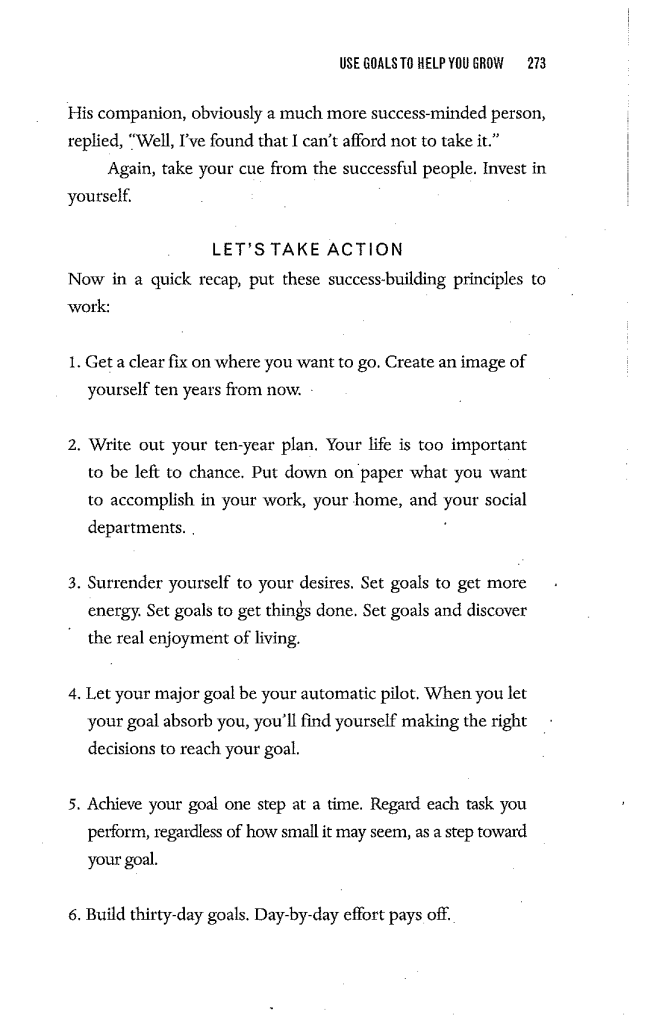 USE GOALS TO HELP YOU GROW 273
His companion, obviously a much more success-minded person,
replied, “Well, I’ve found that I can’t afford not to take it.”
Again, take your cue from the successful people. Invest in
yourself.
LET’S TAKE ACTION
Now in a quick recap, put these success-building principles to
work:
1. Get a clear fix on where you want to go. Create an image of
yourself ten years from now.
2. Write out your ten-year plan. Your life is too important
to be left to chance. Put down on paper what you want
to accomplish in your work, your home, and your social
departments.
3. Surrender yourself to your desires. Set goals to get more
energy. Set goals to get things done. Set goals and discover
the real enjoyment of living.
4. Let your major goal be your automatic pilot. When you let
your goal absorb you, you’ll find yourself making the right
decisions to reach your goal.
5. Achieve your goal one step at a time. Regard each task you
perform, regardless of how small it may seem, as a step toward
your goal.
6. Build thirty-day goals. Day-by-day effort pays off.